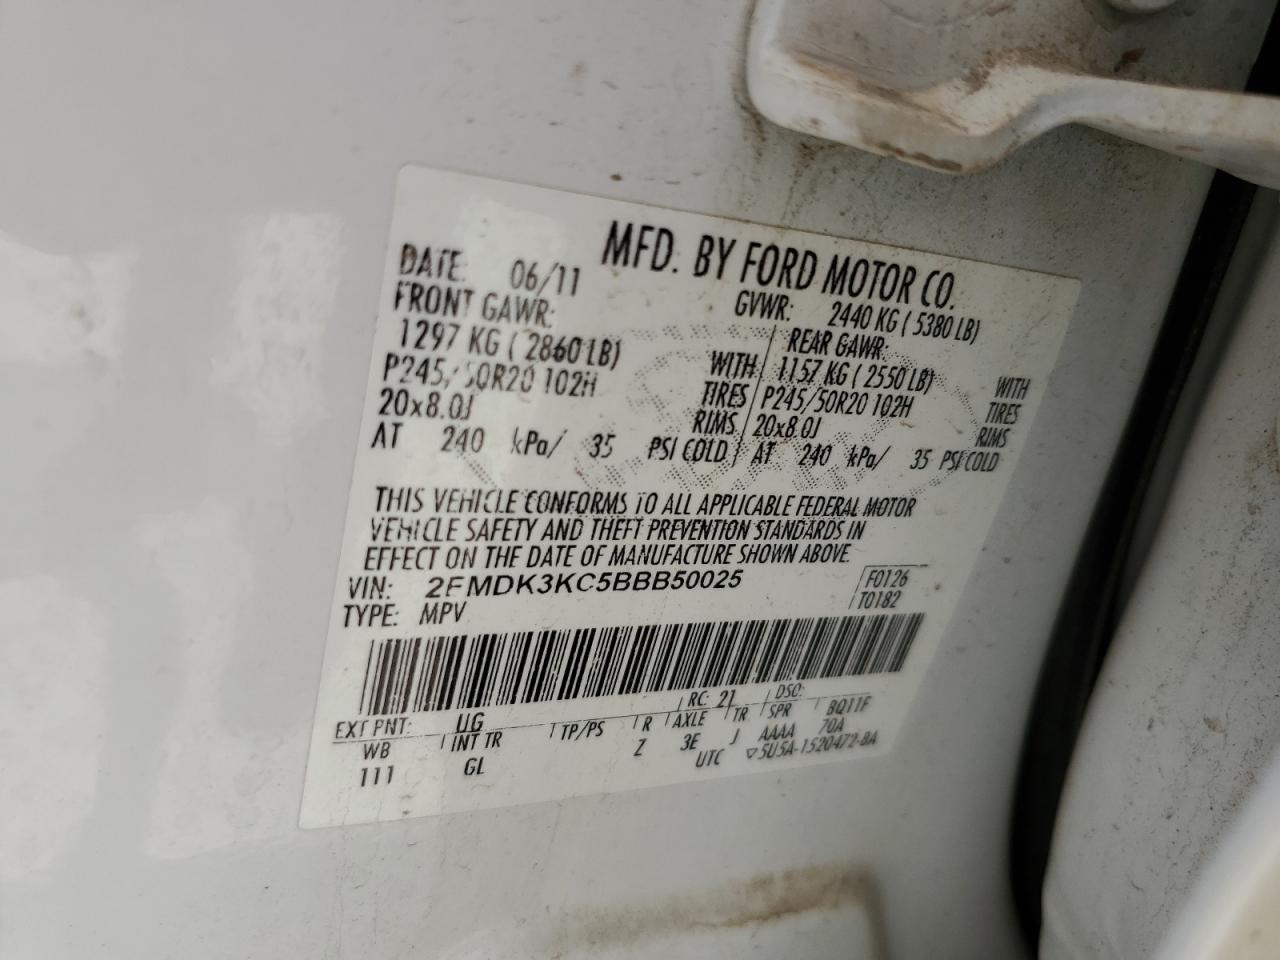 MFD. BY FORD MOTOR CO.
DATE: 06/11 GVWR: 2440 KG ( 5380 LB)
FRONT GAWR: REAR GAWR:
1297 KG ( 2860 LB) WITH 1157 KG ( 2550 LB) WITH
P245/50R20 102H TIRES P245/50R20 102H TIRES
20x8.0J RIMS 20x8.0J RIMS
AT 240 kPa/ 35 PSI COLD AT 240 kPa/ 35 PSI COLD
THIS VEHICLE CONFORMS TO ALL APPLICABLE FEDERAL MOTOR
VEHICLE SAFETY AND THEFT PREVENTION STANDARDS IN
EFFECT ON THE DATE OF MANUFACTURE SHOWN ABOVE.
VIN: 2FMDK3KC5BBB50025 F0126
TYPE: MPV T0182
EXT PNT: UG RC: 21 DSO: BQ11F
WB INT TR TP/PS R AXLE TR SPR 70A
111 GL Z 3E J AAAA
UTC ▽5U5A-1520472-BA